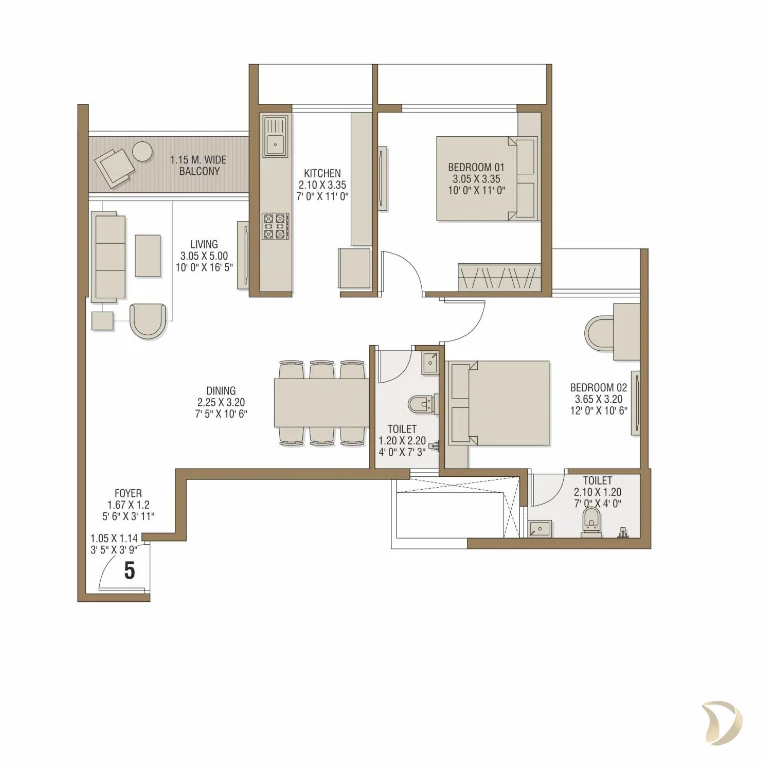 1.15 M. WIDE
BALCONY
KITCHEN
2.10 X 3.35
7' 0" X 11' 0"
BEDROOM 01
3.05 X 3.35
10' 0" X 11' 0"
LIVING
3.05 X 5.00
10' 0" X 16' 5"
DINING
2.25 X 3.20
7' 5" X 10' 6"
BEDROOM 02
3.65 X 3.20
12' 0" X 10' 6"
TOILET
1.20 X 2.20
4' 0" X 7' 3"
TOILET
2.10 X 1.20
7' 0" X 4' 0"
FOYER
1.67 X 1.2
5' 6" X 3' 11"
1.05 X 1.14
3' 5" X 3' 9"
5